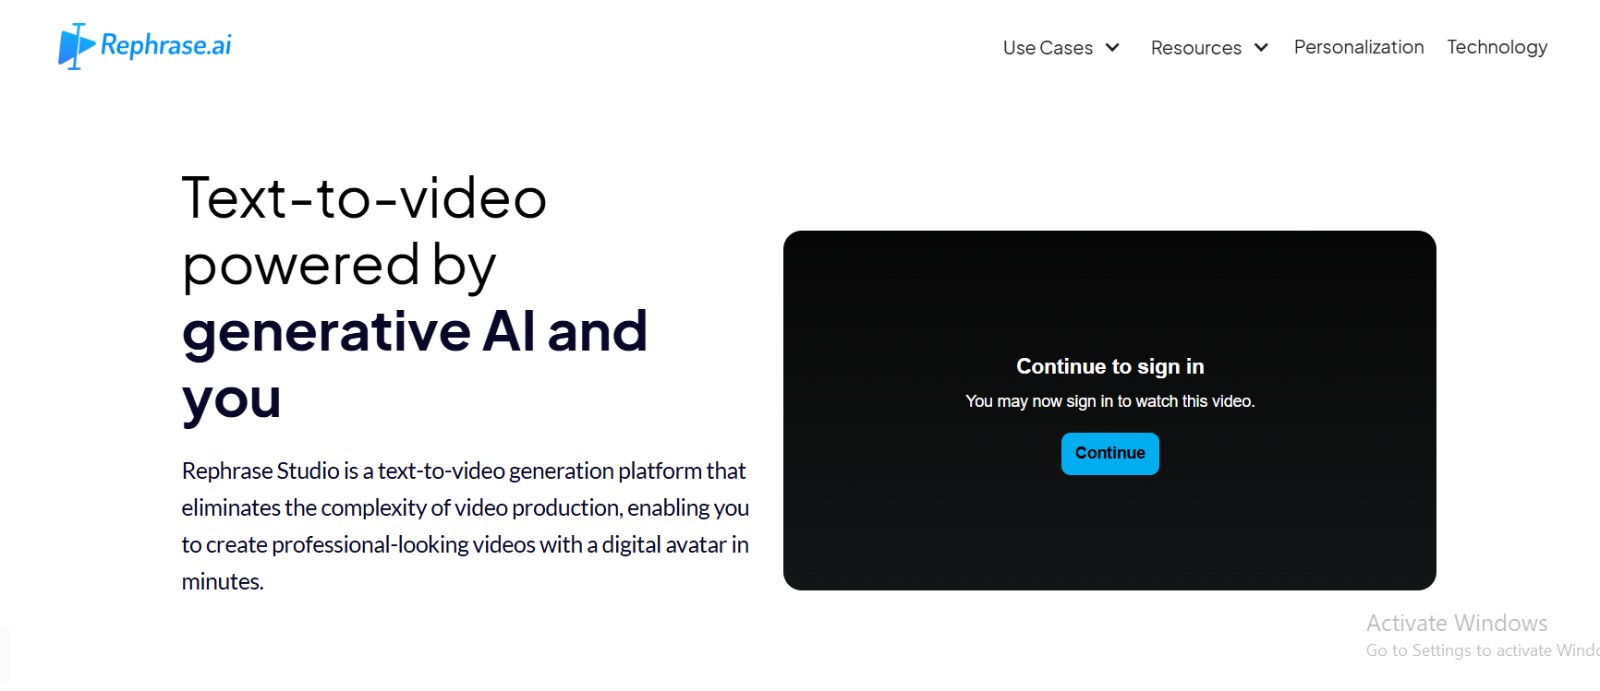 Rephrase.ai
Use Cases
Resources
Personalization
Technology
Text-to-video
powered by
generative AI and
you
Rephrase Studio is a text-to-video generation platform that
eliminates the complexity of video production, enabling you
to create professional-looking videos with a digital avatar in
minutes.
Continue to sign in
You may now sign in to watch this video.
Continue
Activate Windows
Go to Settings to activate